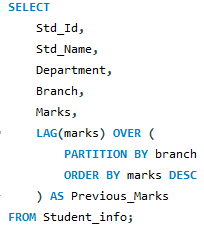 SELECT
Std_Id,
Std_Name,
Department,
Branch,
Marks,
LAG(marks) OVER (
PARTITION BY branch
ORDER BY marks DESC
) AS Previous_Marks
FROM Student_info;